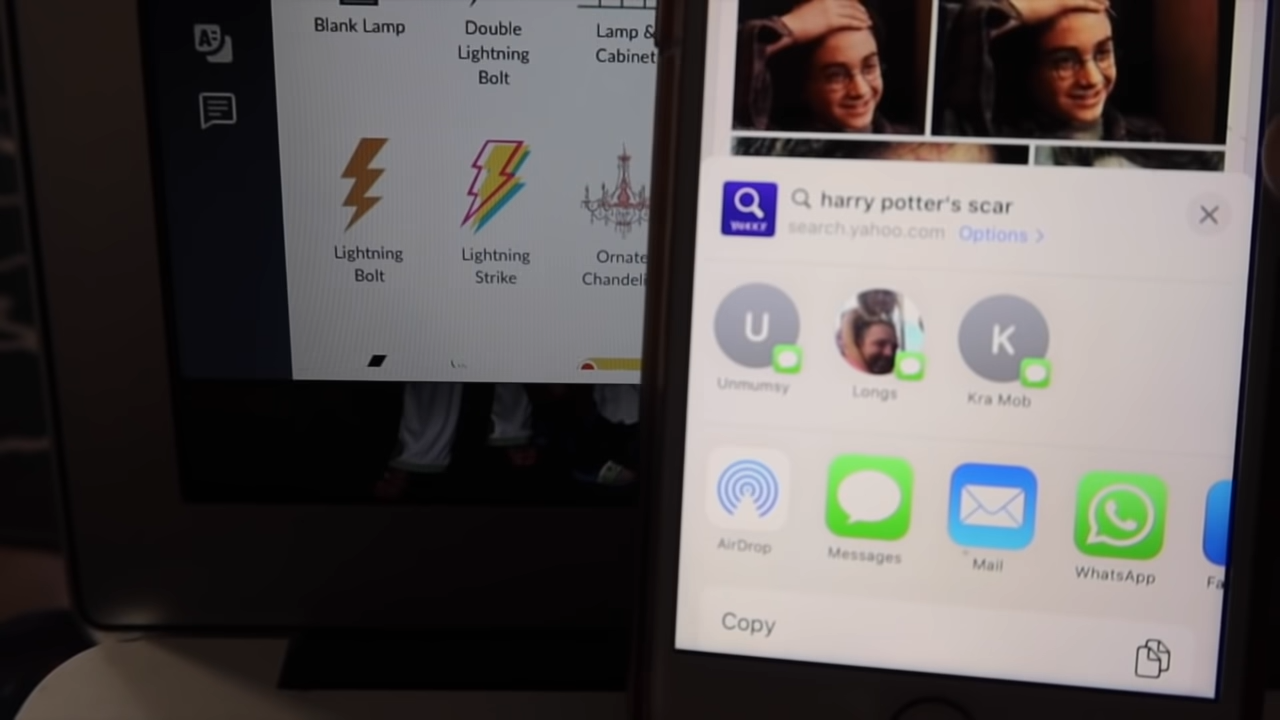 Blank Lamp
Double
Lightning
Bolt
Lamp &
Cabinet
Lightning
Bolt
Lightning
Strike
Ornate
Chandeli
harry potter's scar
search.yahoo.com Options >
U
K
Unmumsy
Longs
Kra Mob
AirDrop
Messages
Mail
WhatsApp
Fa
Copy